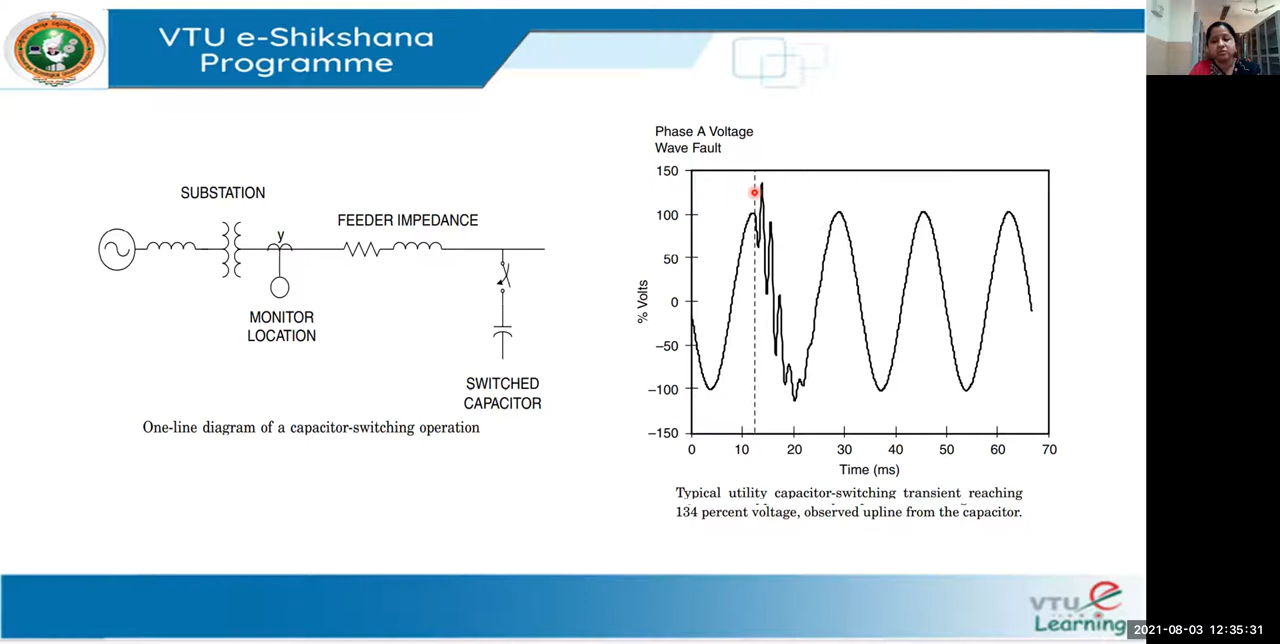 VTU e-Shikshana
Programme
SUBSTATION
y
FEEDER IMPEDANCE
MONITOR
LOCATION
SWITCHED
CAPACITOR
One-line diagram of a capacitor-switching operation
Phase A Voltage
Wave Fault
150
100
50
0
−50
−100
−150
% Volts
0 10 20 30 40 50 60 70
Time (ms)
Typical utility capacitor-switching transient reaching
134 percent voltage, observed upline from the capacitor.
VTU e
Learning
2021-08-03 12:35:31